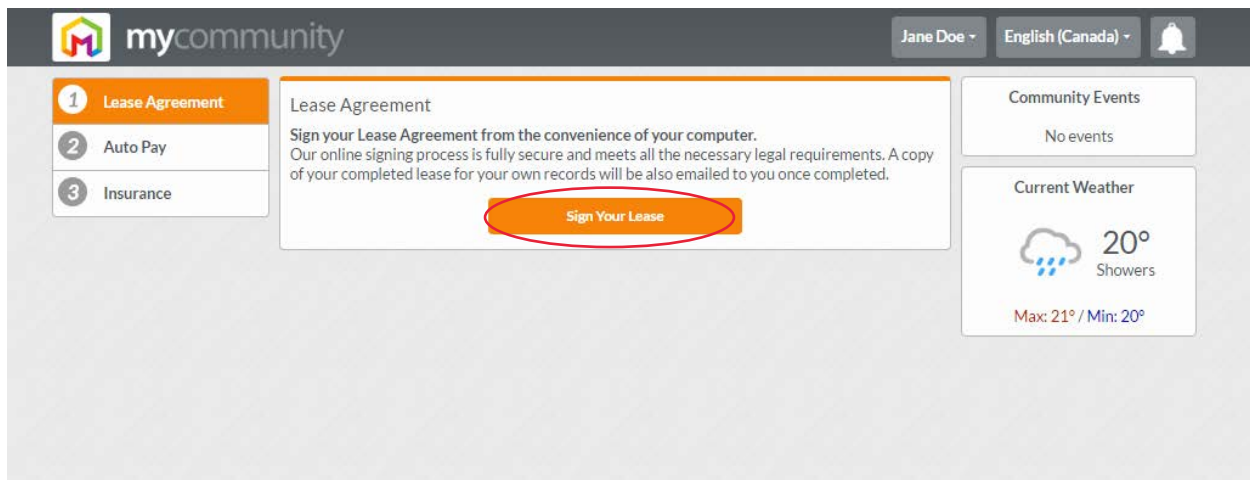 mycommunity
Jane Doe
English (Canada)
1 Lease Agreement
2 Auto Pay
3 Insurance
Lease Agreement
Sign your Lease Agreement from the convenience of your computer.
Our online signing process is fully secure and meets all the necessary legal requirements. A copy
of your completed lease for your own records will be also emailed to you once completed.
Sign Your Lease
Community Events
No events
Current Weather
20°
Showers
Max: 21° / Min: 20°